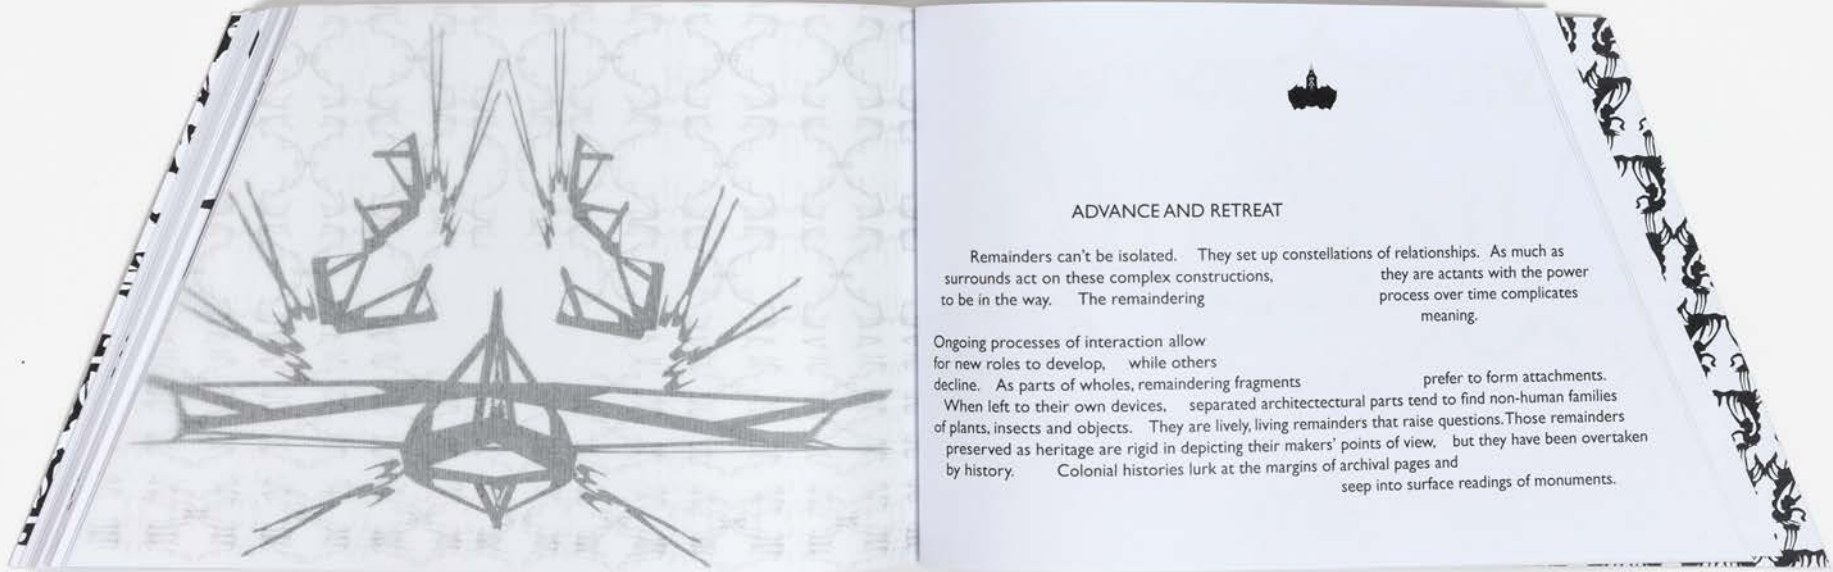 ADVANCE AND RETREAT
Remainders can't be isolated. They set up constellations of relationships. As much as
surrounds act on these complex constructions, they are actants with the power
to be in the way. The remaindering process over time complicates
meaning.
Ongoing processes of interaction allow
for new roles to develop, while others
decline. As parts of wholes, remaindering fragments prefer to form attachments.
When left to their own devices, separated architectectural parts tend to find non-human families
of plants, insects and objects. They are lively, living remainders that raise questions. Those remainders
preserved as heritage are rigid in depicting their makers' points of view, but they have been overtaken
by history. Colonial histories lurk at the margins of archival pages and
seep into surface readings of monuments.